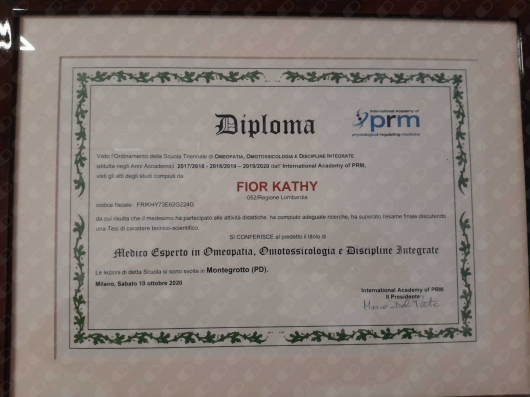 Diploma
International Academy of
prm
physiological regulating medicine
Visto l'Ordinamento della Scuola Triennale di OMEOPATIA, OMOTOSSICOLOGIA E DISCIPLINE INTEGRATE
istituita negli Anni Accademici 2017/2018 - 2018/2019 - 2019/2020 dall' International Academy of PRM,
visti gli atti degli studi compiuti da
FIOR KATHY
052/Regione Lombardia
codice fiscale:
da cui risulta che il medesimo ha partecipato alle attività didattiche, ha compiuto adeguate ricerche, ha superato l'esame finale discutendo
una Tesi di carattere tecnico-scientifico.
SI CONFERISCE al predetto il titolo di
Medico Esperto in Omeopatia, Omotossicologia e Discipline Integrate
Le lezioni di detta Scuola si sono svolte in Montegrotto (PD).
Milano, Sabato 10 ottobre 2020
International Academy of PRM
Il Presidente